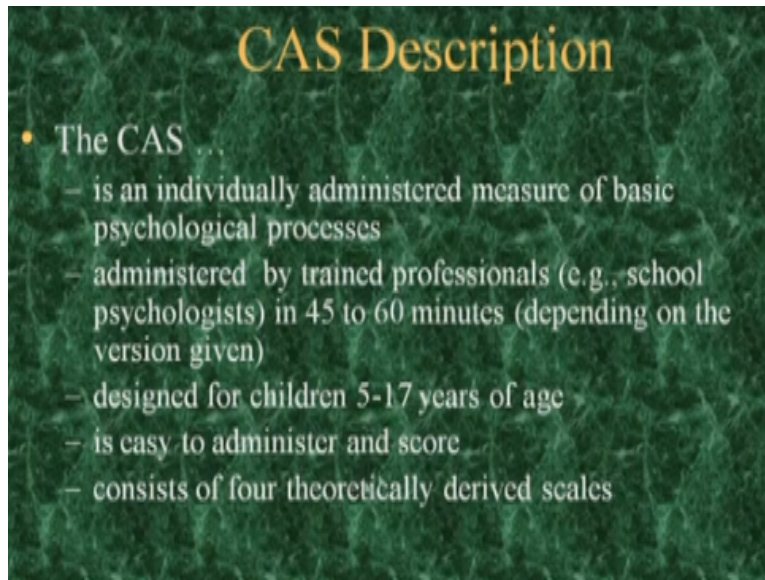 CAS Description
• The CAS ...
– is an individually administered measure of basic
psychological processes
– administered by trained professionals (e.g., school
psychologists) in 45 to 60 minutes (depending on the
version given)
– designed for children 5-17 years of age
– is easy to administer and score
– consists of four theoretically derived scales